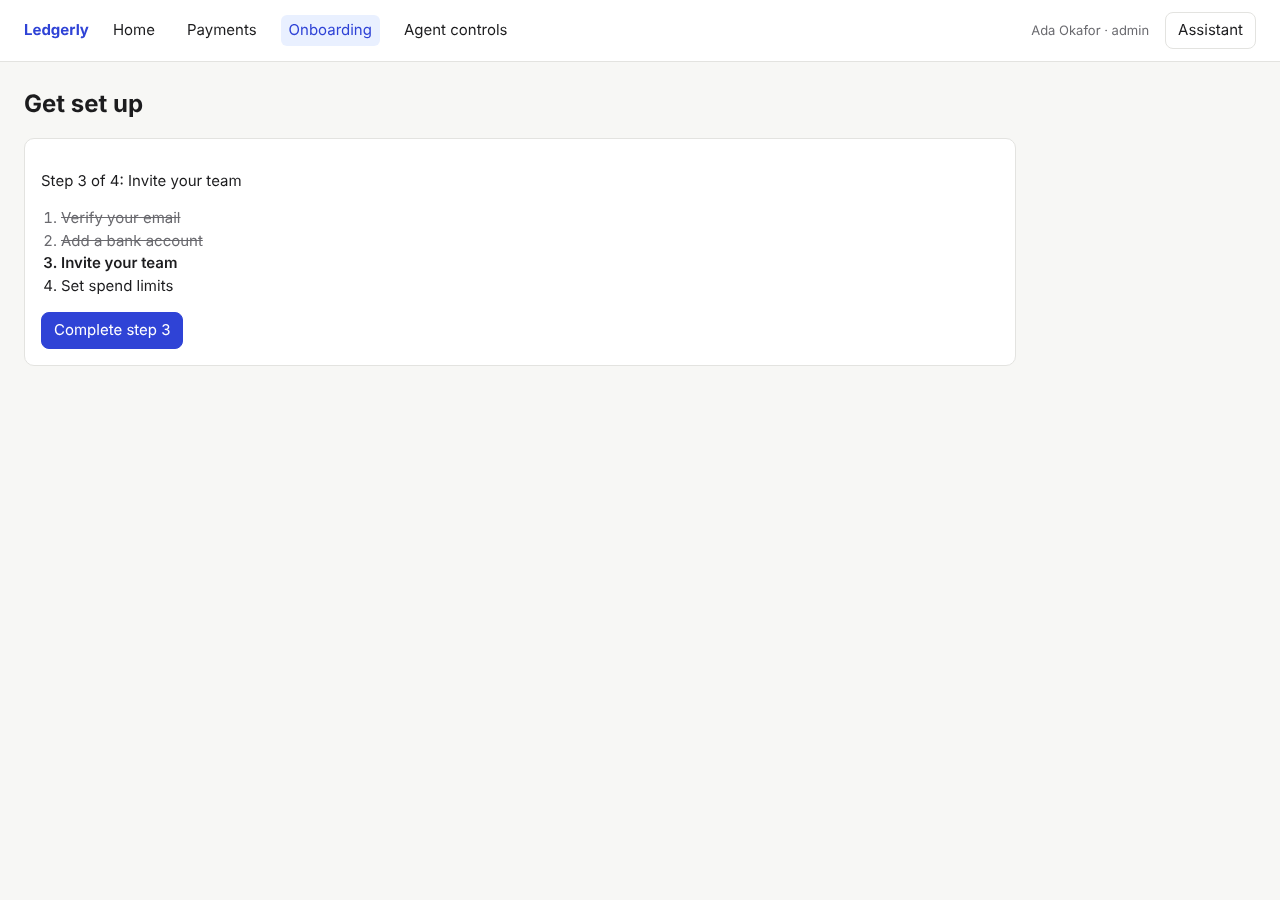 Ledgerly Home Payments Onboarding Agent controls Ada Okafor · admin Assistant
Get set up
Step 3 of 4: Invite your team
1. Verify your email
2. Add a bank account
3. Invite your team
4. Set spend limits
Complete step 3